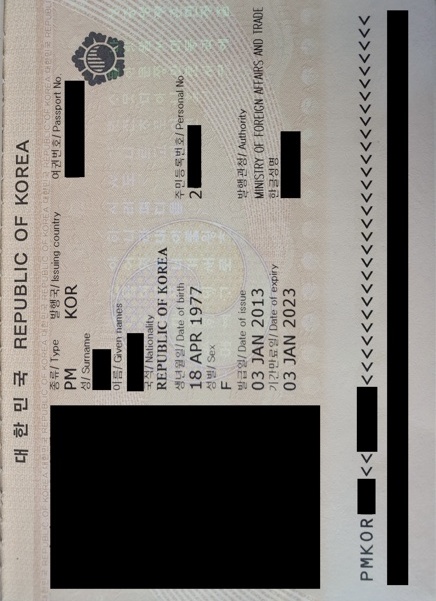 대한민국 REPUBLIC OF KOREA
종류/ Type 발행국/ Issuing country 여권번호/ Passport No.
PM KOR
성/ Surname
이름/ Given names
국적/ Nationality
REPUBLIC OF KOREA
생년월일/ Date of birth 주민등록번호/ Personal No.
18 APR 1977 2
성별/ Sex
F
발급일/ Date of issue 발행관청/ Authority
03 JAN 2013 MINISTRY OF FOREIGN AFFAIRS AND TRADE
기간만료일/ Date of expiry 한글성명
03 JAN 2023
PMKOR <<